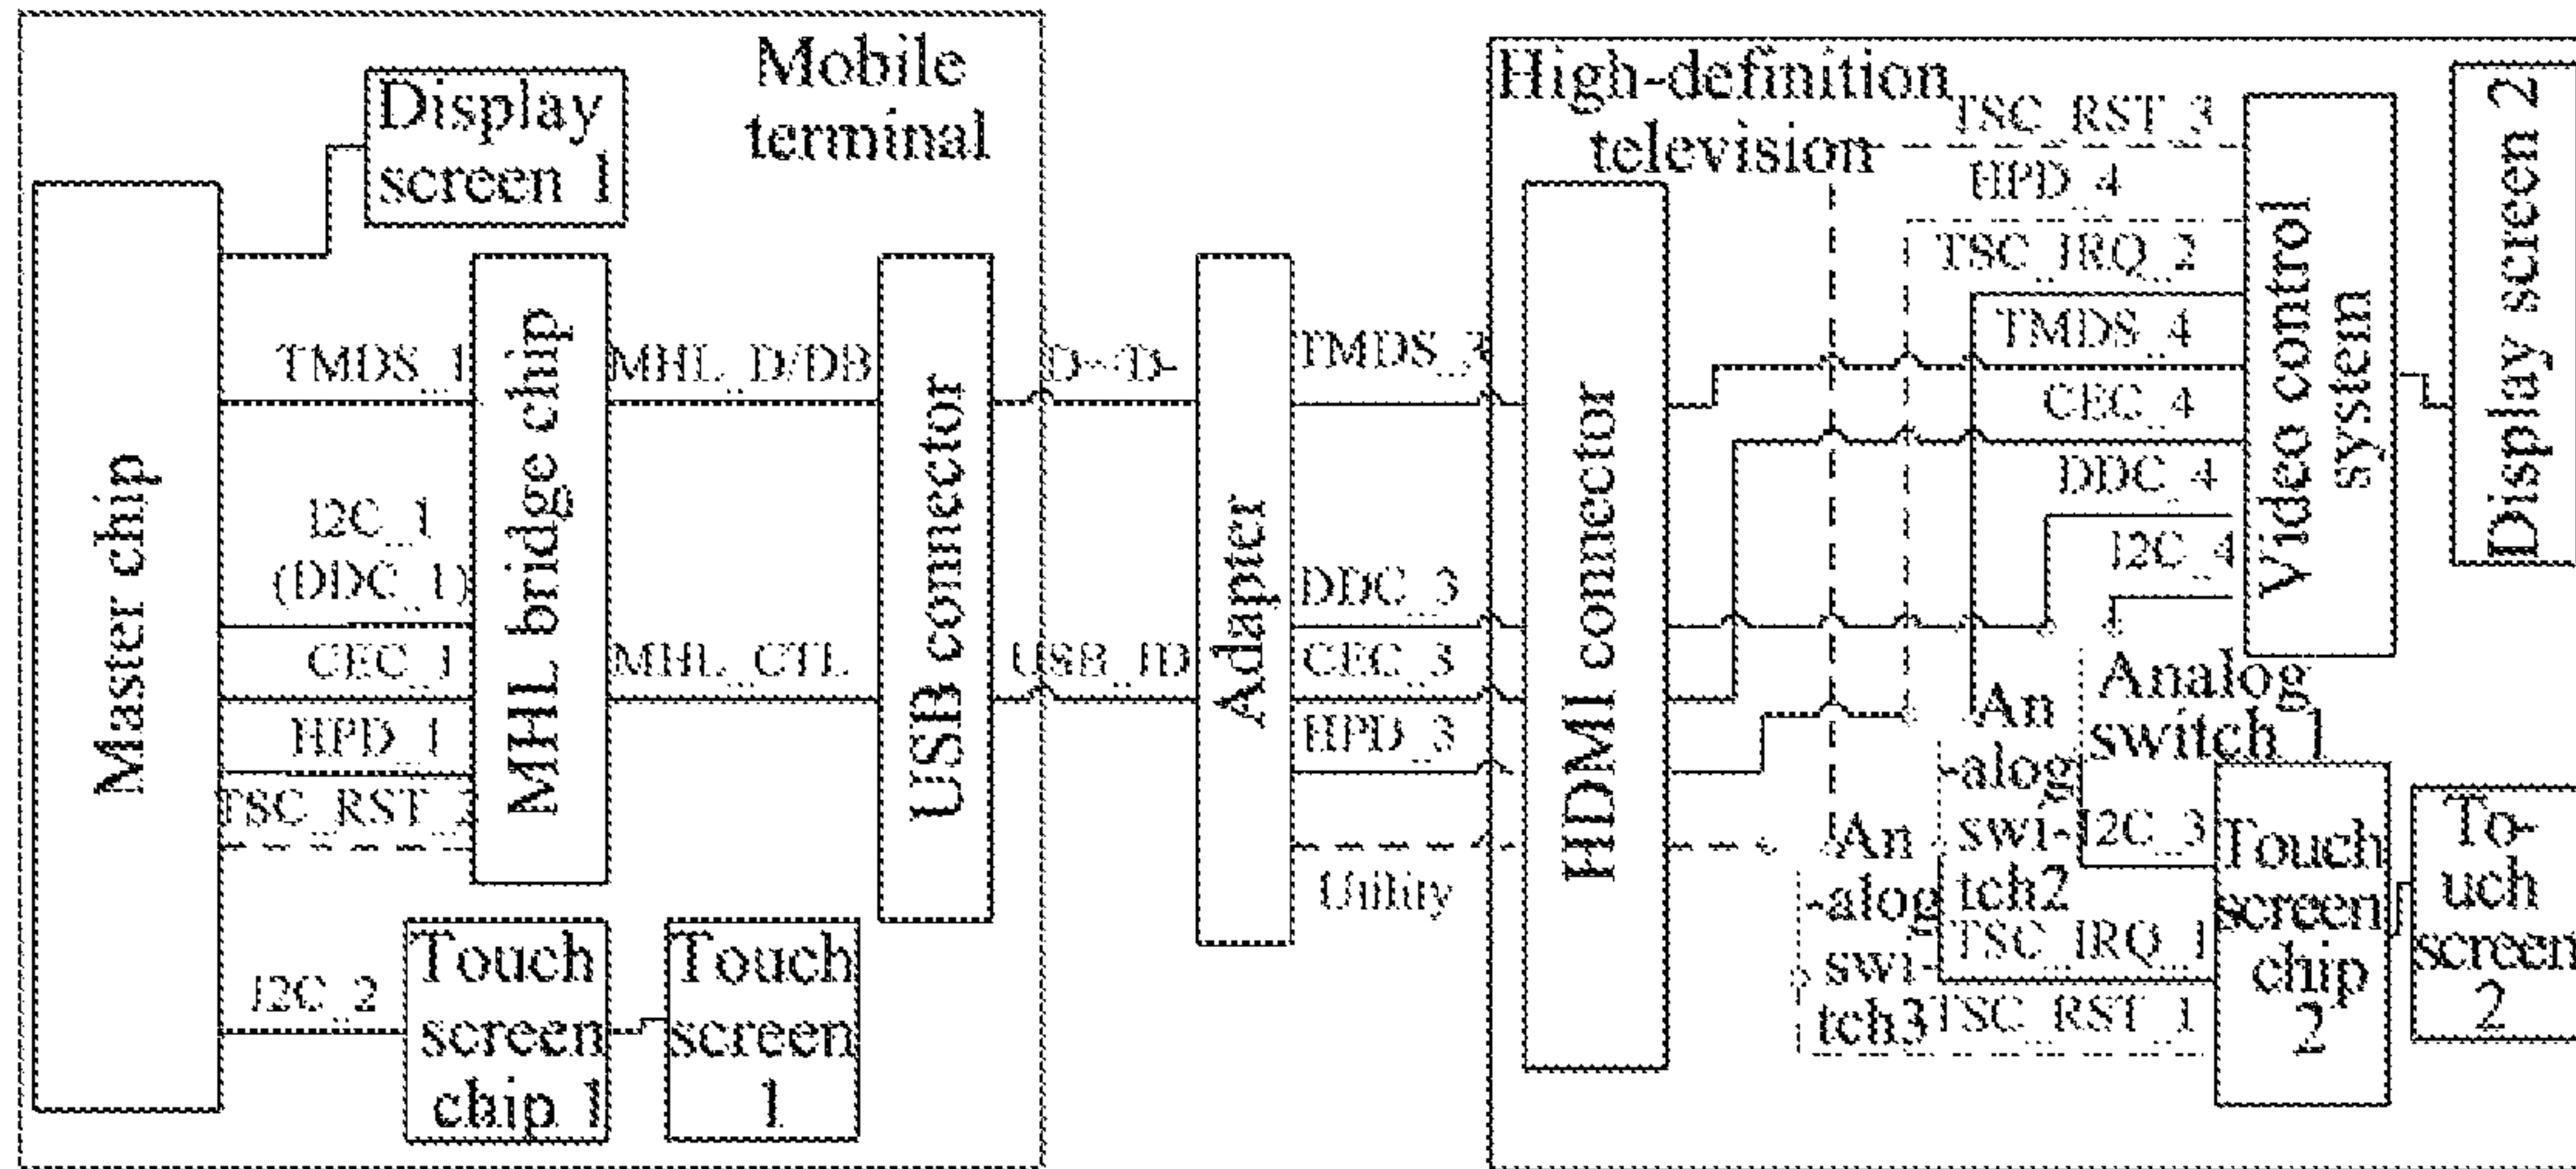 Mobile
terminal
Display
screen 1
Master chip
TMDS_1
I2C_1
(DDC_1)
CEC_1
HPD_1
TSC_RST_2
I2C_2
MHL bridge chip
MHL_D/DB
MHL_CTL
USB connector
Touch
screen
chip 1
Touch
screen
1
USB_ID
Adapter
TMDS_3
DDC_3
CEC_3
HPD_3
Utility
High-definition
television
HDMI connector
TSC_RST_3
HPD_4
TSC_IRQ_2
TMDS_4
CEC_4
DDC_4
I2C_4
Video control
system
Display screen 2
Analog
switch 1
An
-alog
swi-
tch2
An
-alog
swi-
tch3
I2C_3
TSC_IRQ_1
TSC_RST_1
Touch
screen
chip
2
To-
uch
screen
2